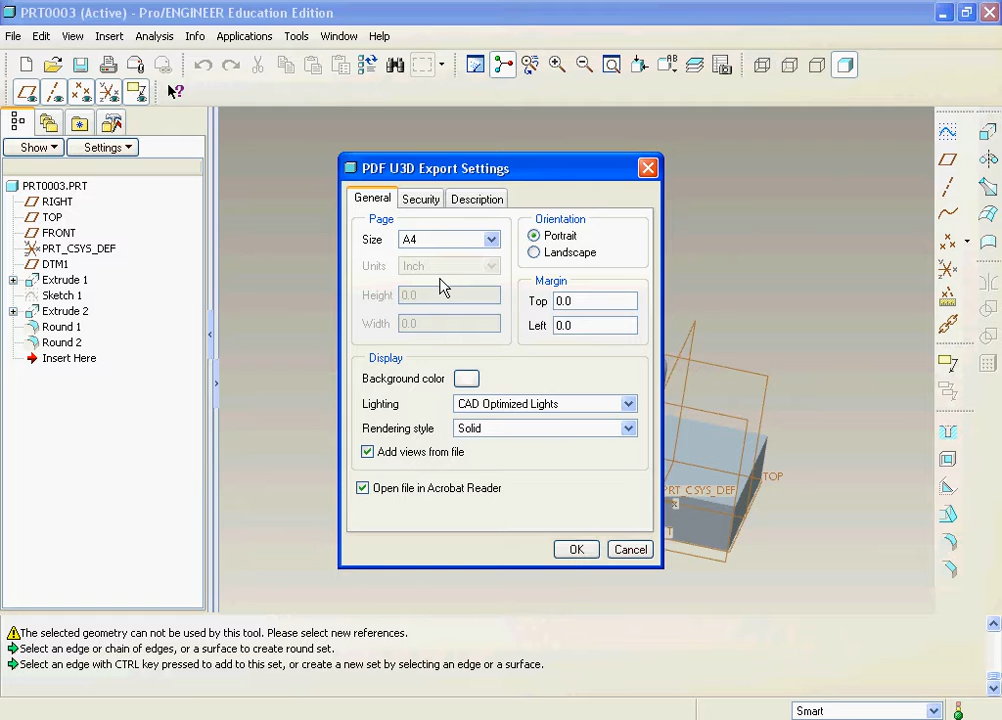 PRT0003 (Active) - Pro/ENGINEER Education Edition
File Edit View Insert Analysis Info Applications Tools Window Help
Show Settings
PRT0003.PRT
RIGHT
TOP
FRONT
PRT_CSYS_DEF
DTM1
Extrude 1
Sketch 1
Extrude 2
Round 1
Round 2
Insert Here
PDF U3D Export Settings
General Security Description
Page
Size A4
Units Inch
Height 0.0
Width 0.0
Orientation
Portrait
Landscape
Margin
Top 0.0
Left 0.0
Display
Background color
Lighting CAD Optimized Lights
Rendering style Solid
Add views from file
Open file in Acrobat Reader
OK Cancel
TOP
PRT_CSYS_DEF
The selected geometry can not be used by this tool. Please select new references.
Select an edge or chain of edges, or a surface to create round set.
Select an edge with CTRL key pressed to add to this set, or create a new set by selecting an edge or a surface.
Smart